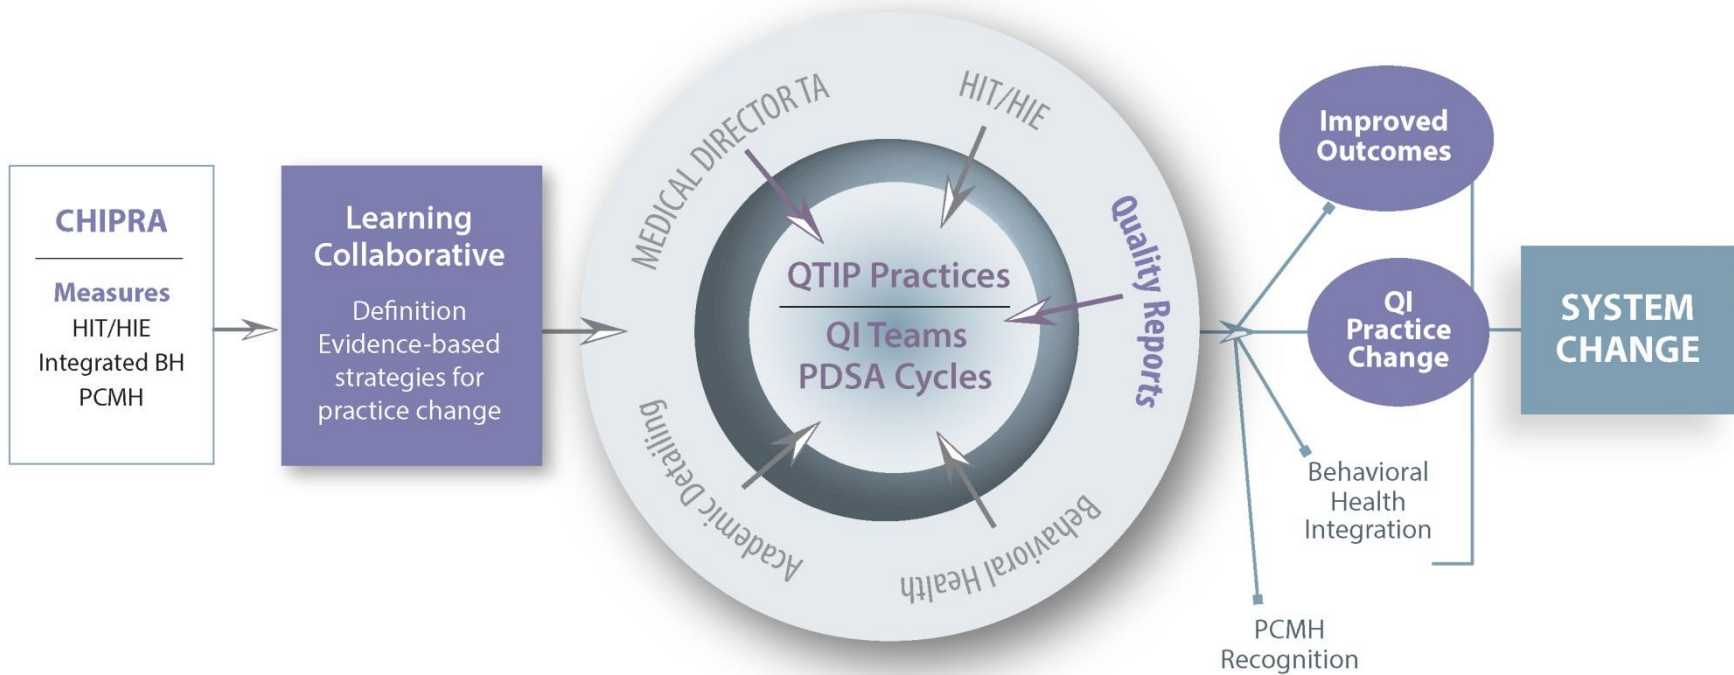 CHIPRA
Measures
HIT/HIE
Integrated BH
PCMH
Learning
Collaborative
Definition
Evidence-based
strategies for
practice change
MEDICAL DIRECTOR TA
HIT/HIE
Quality Reports
Behavioral Health
Academic Detailing
QTIP Practices
QI Teams
PDSA Cycles
Improved
Outcomes
QI
Practice
Change
Behavioral
Health
Integration
PCMH
Recognition
SYSTEM
CHANGE